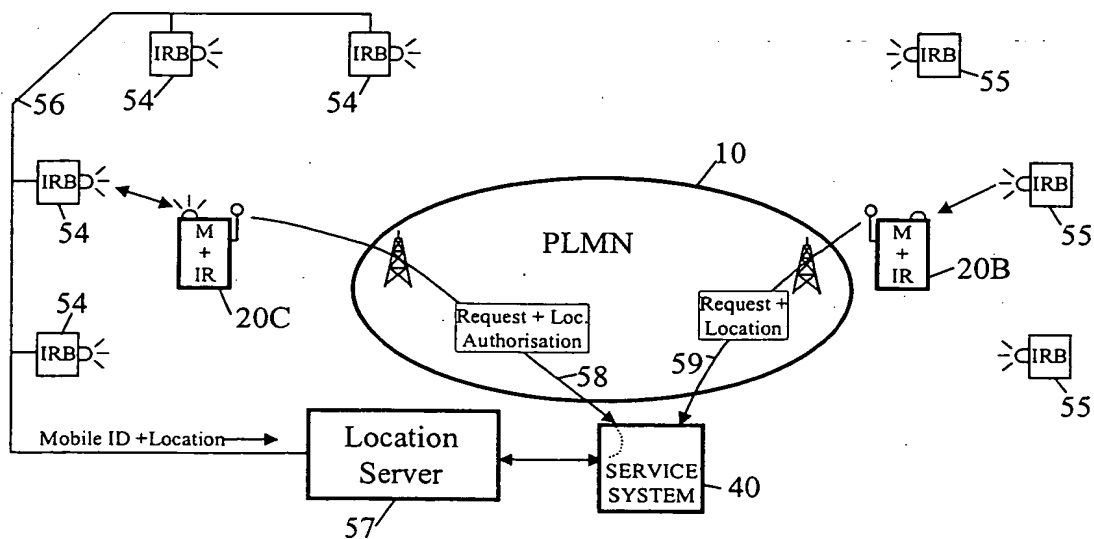 IRB
IRB
IRB
54
54
55
56
10
IRB
54
M
+
IR
20C
PLMN
M
+
IR
20B
IRB
55
54
IRB
Request + Loc.
Authorisation
Request +
Location
IRB
55
58
59
Mobile ID +Location
Location
Server
57
SERVICE
SYSTEM
40